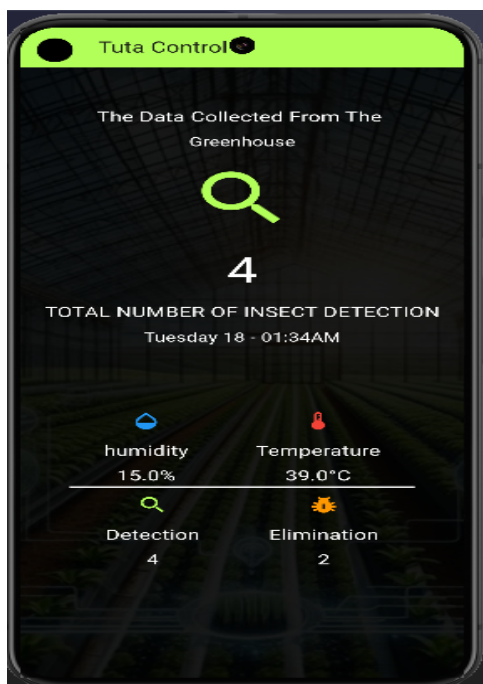 Tuta Control
The Data Collected From The
Greenhouse
4
TOTAL NUMBER OF INSECT DETECTION
Tuesday 18 - 01:34AM
humidity Temperature
15.0% 39.0°C
Detection Elimination
4 2